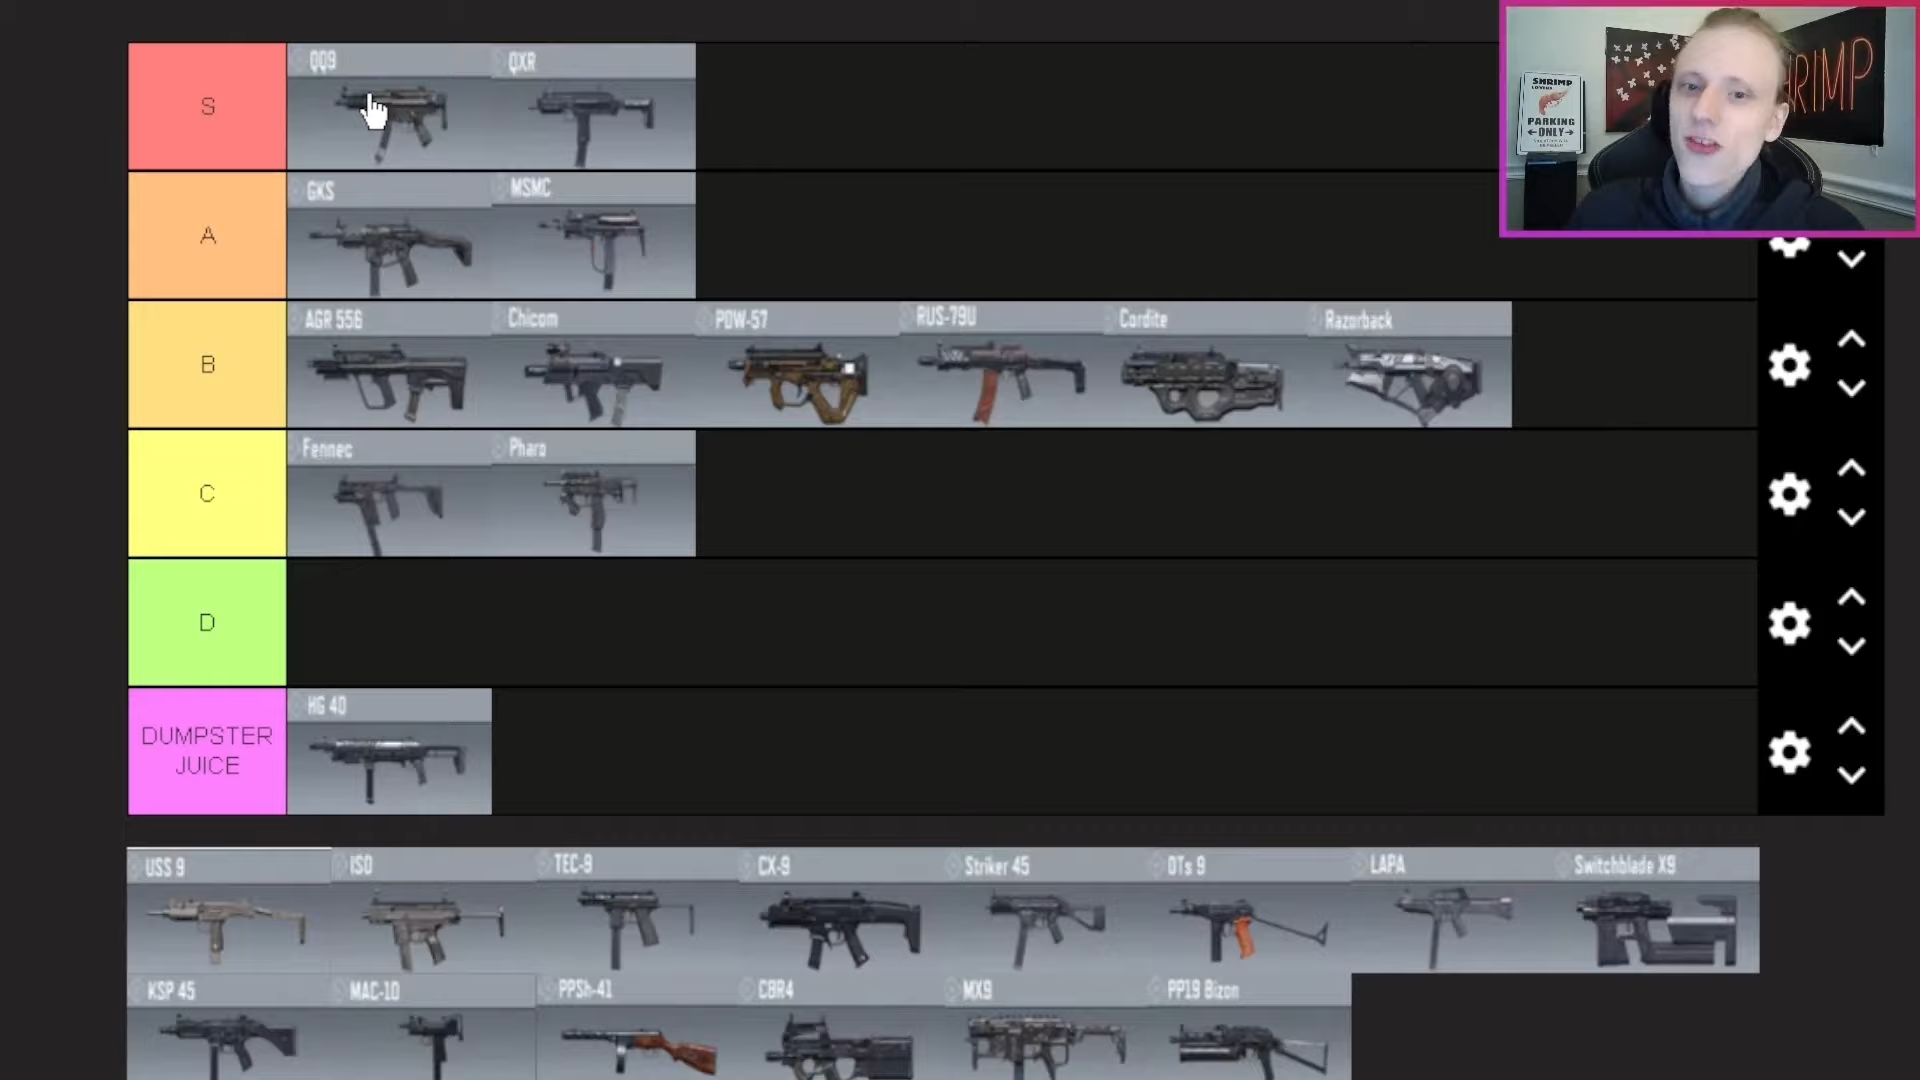 S
QQ9
QXR
SHRIMP
LOVERS
PARKING
←ONLY→
HRIMP
A
GKS
MSMC
B
AGR 556
Chicom
PDW-57
RUS-79U
Cordite
Razorback
C
Fennec
Pharo
D
DUMPSTER
JUICE
HG 40
USS 9
ISO
TEC-9
CX-9
Striker 45
OTs 9
LAPA
Switchblade X9
KSP 45
MAC-10
PPSh-41
CBR4
MX9
PP19 Bizon